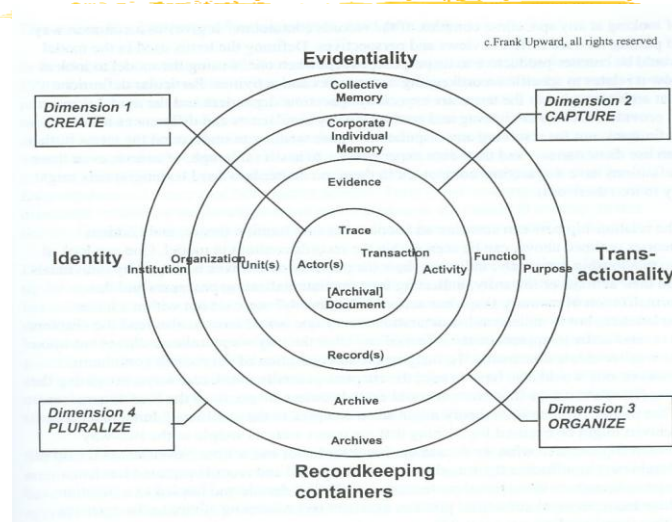 c.Frank Upward, all rights reserved
Evidentiality
Dimension 1
CREATE
Collective
Memory
Dimension 2
CAPTURE
Corporate /
Individual
Memory
Evidence
Trace
Transaction
Identity
Institution
Organization
Unit(s)
Actor(s)
Activity
Function
Purpose
Trans-
actionality
[Archival]
Document
Record(s)
Dimension 4
PLURALIZE
Archive
Dimension 3
ORGANIZE
Archives
Recordkeeping
containers